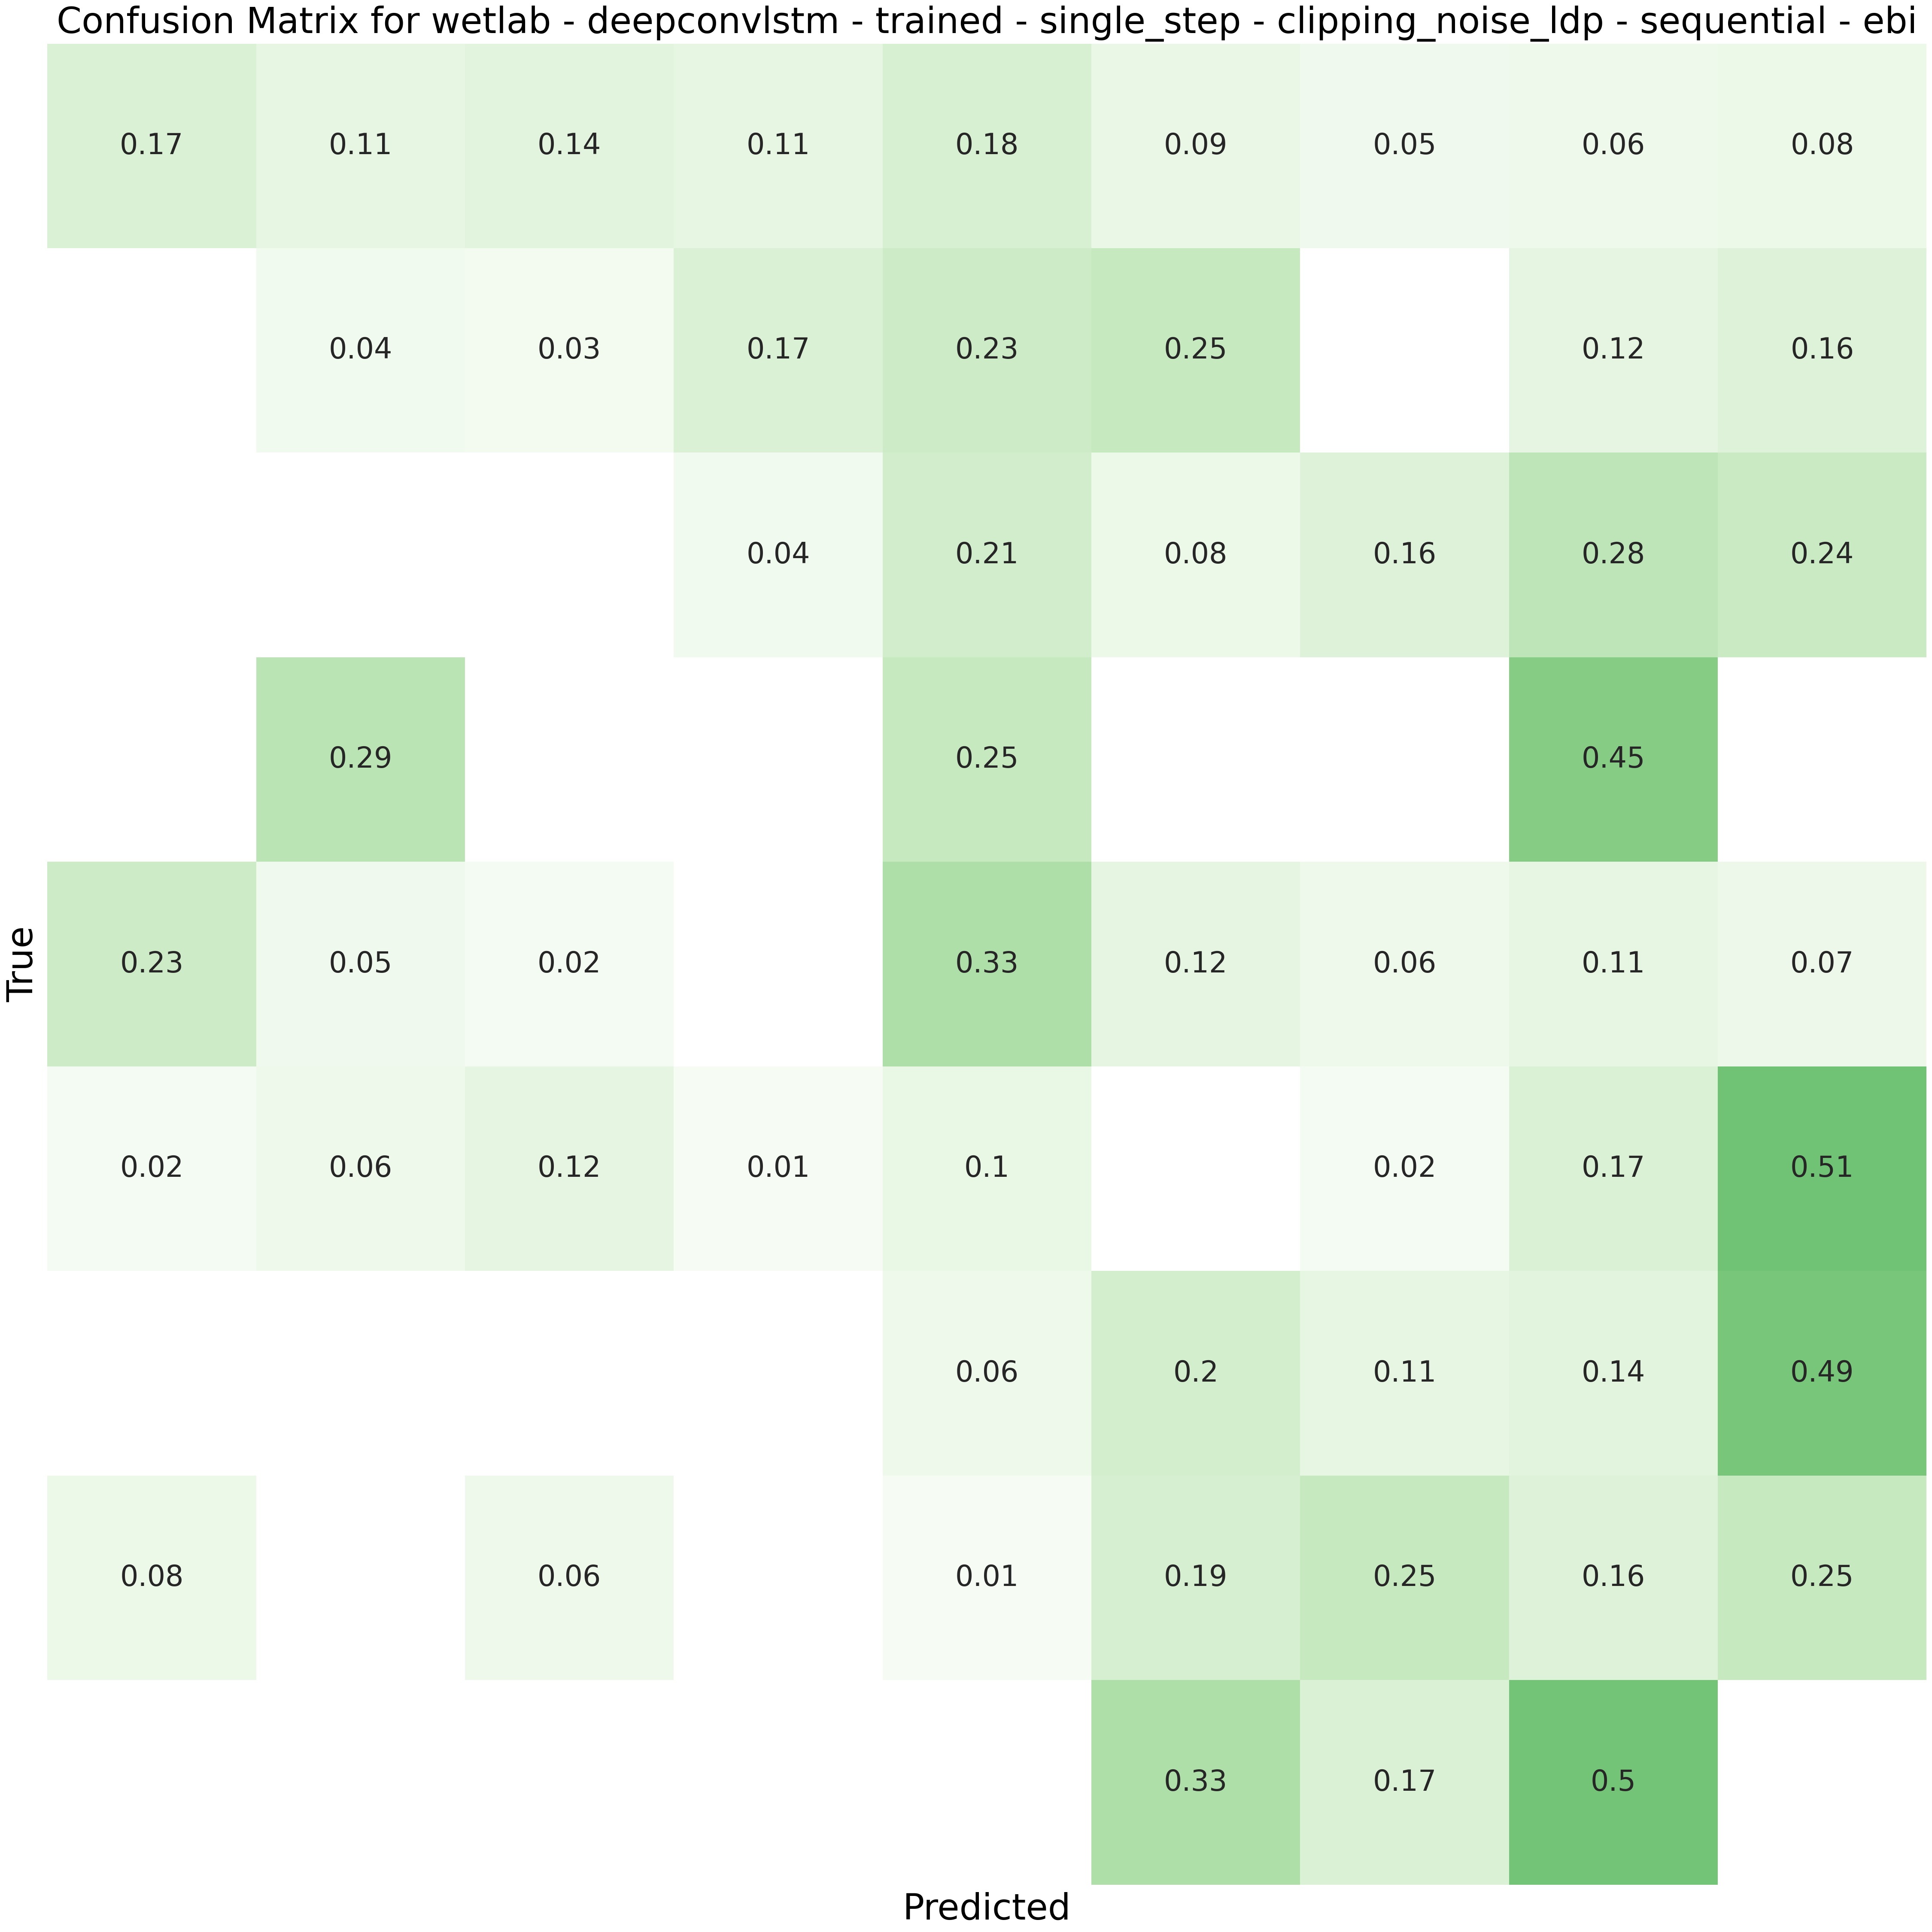 Confusion Matrix for wetlab - deepconvlstm - trained - single_step - clipping_noise_ldp - sequential - ebi
0.17 0.11 0.14 0.11 0.18 0.09 0.05 0.06 0.08
0.04 0.03 0.17 0.23 0.25 0.12 0.16
0.04 0.21 0.08 0.16 0.28 0.24
0.29 0.25 0.45
True
0.23 0.05 0.02 0.33 0.12 0.06 0.11 0.07
0.02 0.06 0.12 0.01 0.1 0.02 0.17 0.51
0.06 0.2 0.11 0.14 0.49
0.08 0.06 0.01 0.19 0.25 0.16 0.25
0.33 0.17 0.5
Predicted